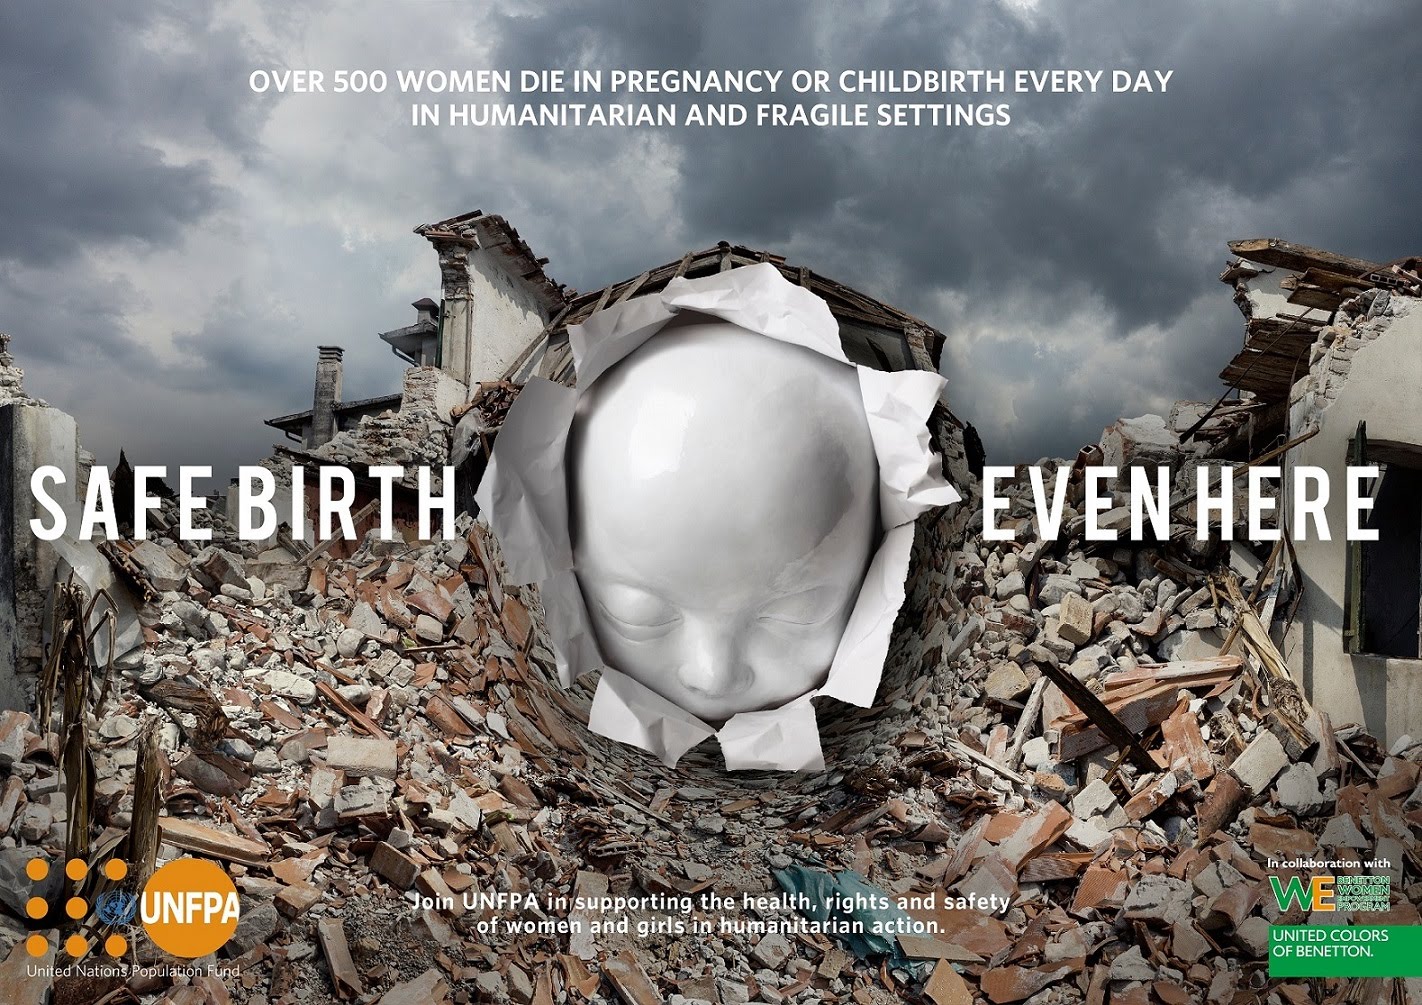 OVER 500 WOMEN DIE IN PREGNANCY OR CHILDBIRTH EVERY DAY
IN HUMANITARIAN AND FRAGILE SETTINGS
SAFE BIRTH EVEN HERE
Join UNFPA in supporting the health, rights and safety
of women and girls in humanitarian action.
UNFPA
United Nations Population Fund
In collaboration with
WE
BENETTON
WOMEN
EMPOWERMENT
PROGRAM
UNITED COLORS
OF BENETTON.